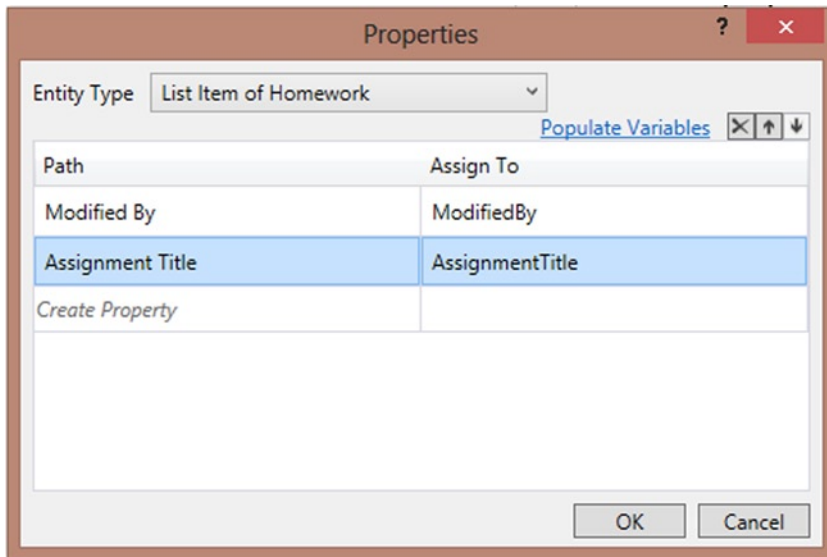 Properties ?
Entity Type List Item of Homework
Populate Variables
Path Assign To
Modified By ModifiedBy
Assignment Title AssignmentTitle
Create Property
OK Cancel